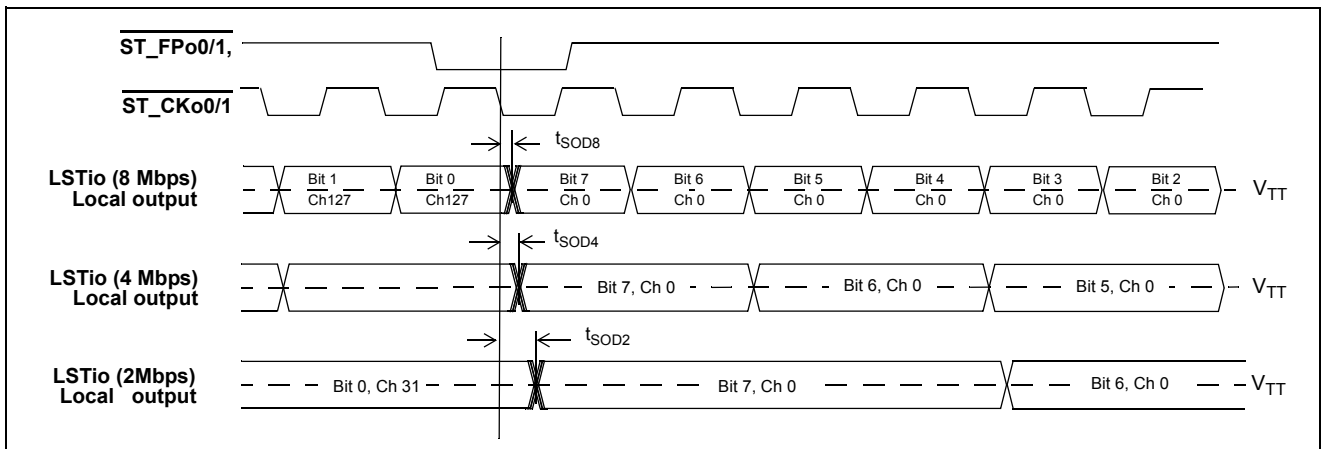 ST_FPo0/1,
ST_CKo0/1
tSOD8
LSTio (8 Mbps)
Local output
Bit 1
Ch127
Bit 0
Ch127
Bit 7
Ch 0
Bit 6
Ch 0
Bit 5
Ch 0
Bit 4
Ch 0
Bit 3
Ch 0
Bit 2
Ch 0
VTT
tSOD4
LSTio (4 Mbps)
Local output
Bit 7, Ch 0
Bit 6, Ch 0
Bit 5, Ch 0
VTT
tSOD2
LSTio (2Mbps)
Local output
Bit 0, Ch 31
Bit 7, Ch 0
Bit 6, Ch 0
VTT